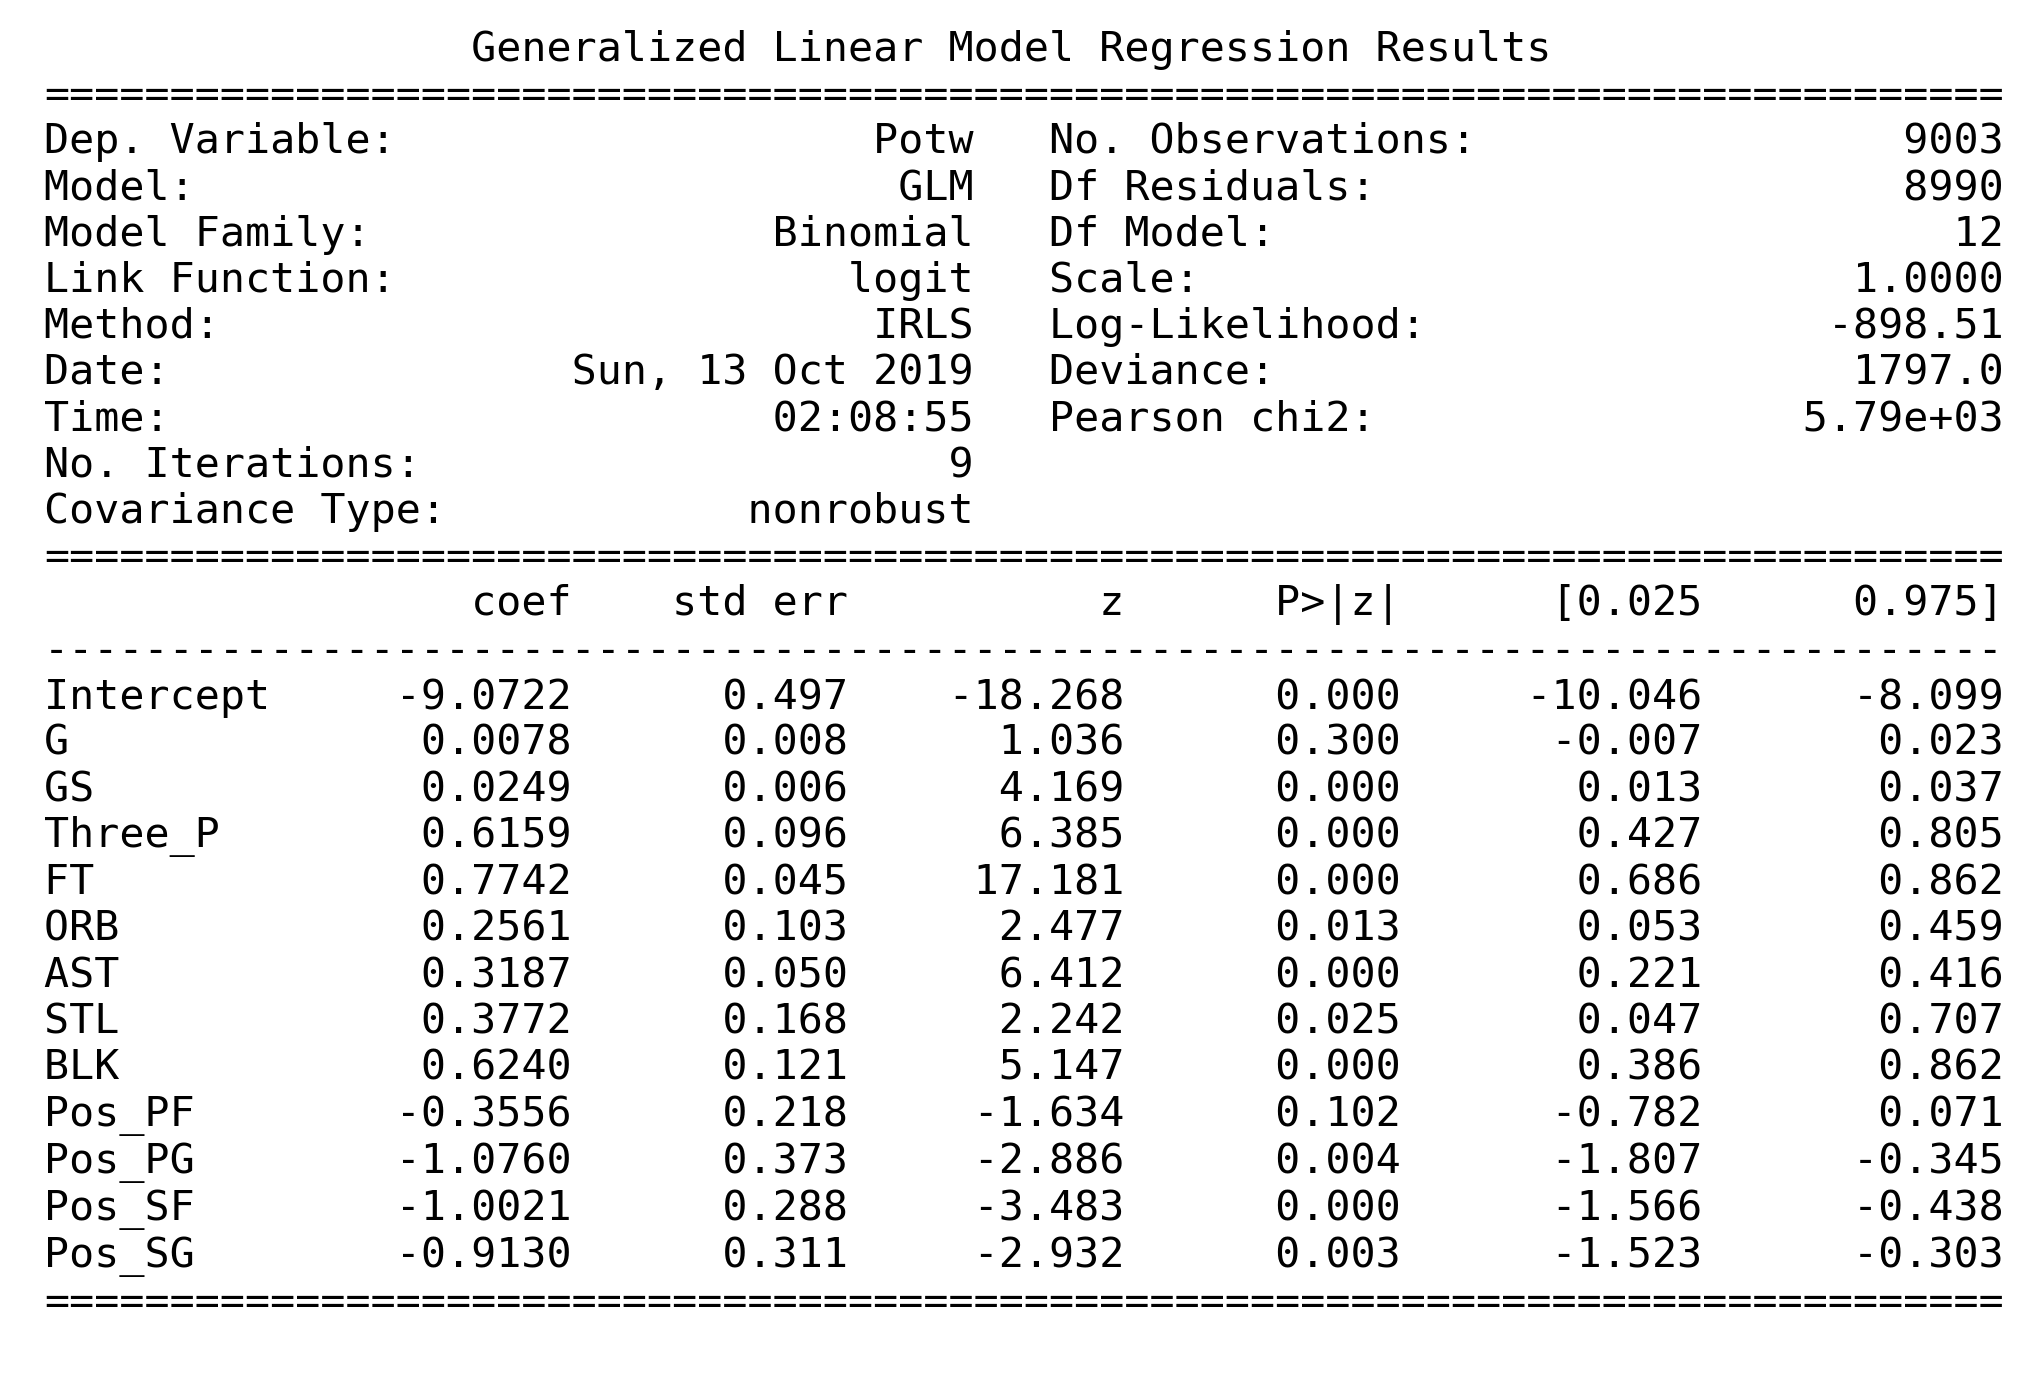 Generalized Linear Model Regression Results
==============================================================================
Dep. Variable:                   Potw   No. Observations:                 9003
Model:                            GLM   Df Residuals:                     8990
Model Family:                Binomial   Df Model:                           12
Link Function:                  logit   Scale:                          1.0000
Method:                          IRLS   Log-Likelihood:                -898.51
Date:                Sun, 13 Oct 2019   Deviance:                       1797.0
Time:                        02:08:55   Pearson chi2:                 5.79e+03
No. Iterations:                     9
Covariance Type:            nonrobust
==============================================================================
                 coef    std err          z      P>|z|      [0.025      0.975]
------------------------------------------------------------------------------
Intercept     -9.0722      0.497    -18.268      0.000     -10.046      -8.099
G              0.0078      0.008      1.036      0.300      -0.007       0.023
GS             0.0249      0.006      4.169      0.000       0.013       0.037
Three_P        0.6159      0.096      6.385      0.000       0.427       0.805
FT             0.7742      0.045     17.181      0.000       0.686       0.862
ORB            0.2561      0.103      2.477      0.013       0.053       0.459
AST            0.3187      0.050      6.412      0.000       0.221       0.416
STL            0.3772      0.168      2.242      0.025       0.047       0.707
BLK            0.6240      0.121      5.147      0.000       0.386       0.862
Pos_PF        -0.3556      0.218     -1.634      0.102      -0.782       0.071
Pos_PG        -1.0760      0.373     -2.886      0.004      -1.807      -0.345
Pos_SF        -1.0021      0.288     -3.483      0.000      -1.566      -0.438
Pos_SG        -0.9130      0.311     -2.932      0.003      -1.523      -0.303
==============================================================================